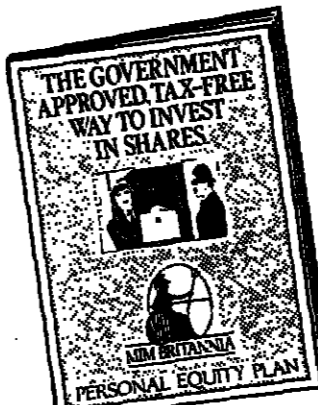 THE GOVERNMENT
APPROVED, TAX-FREE
WAY TO INVEST
IN SHARES.
MIM BRITANNIA
PERSONAL EQUITY PLAN